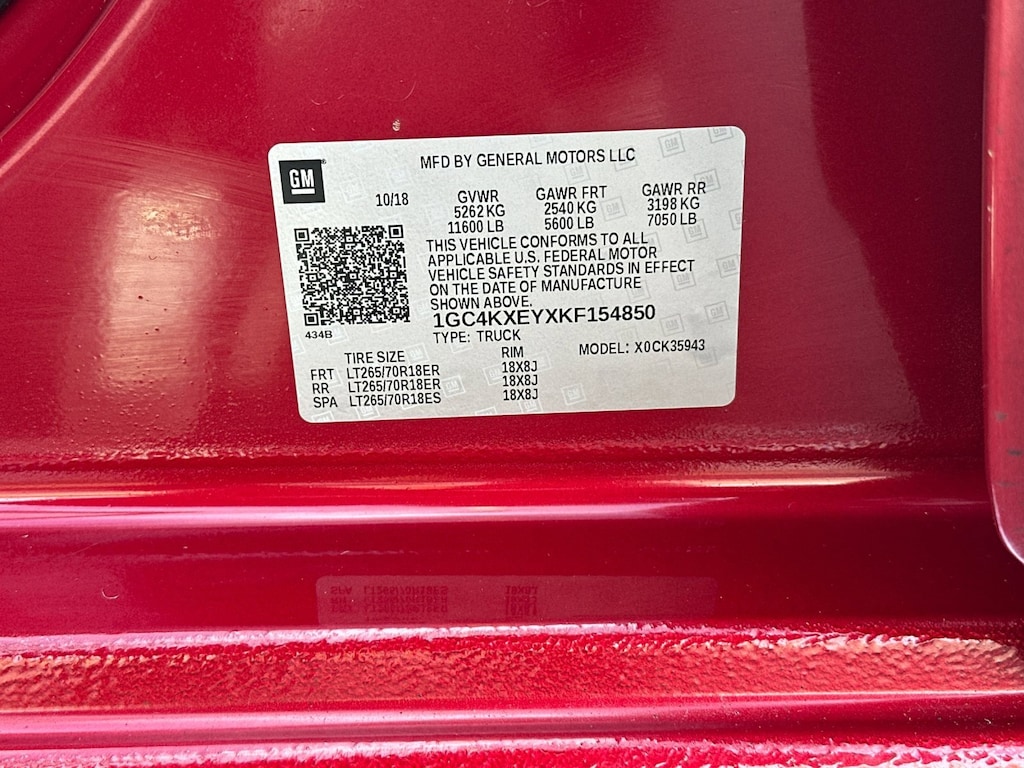 GM
MFD BY GENERAL MOTORS LLC
10/18
GVWR GAWR FRT GAWR RR
5262 KG 2540 KG 3198 KG
11600 LB 5600 LB 7050 LB
THIS VEHICLE CONFORMS TO ALL
APPLICABLE U.S. FEDERAL MOTOR
VEHICLE SAFETY STANDARDS IN EFFECT
ON THE DATE OF MANUFACTURE
SHOWN ABOVE.
434B
1GC4KXEYXKF154850
TYPE: TRUCK
MODEL: X0CK35943
TIRE SIZE RIM
FRT LT265/70R18ER 18X8J
RR LT265/70R18ER 18X8J
SPA LT265/70R18ES 18X8J